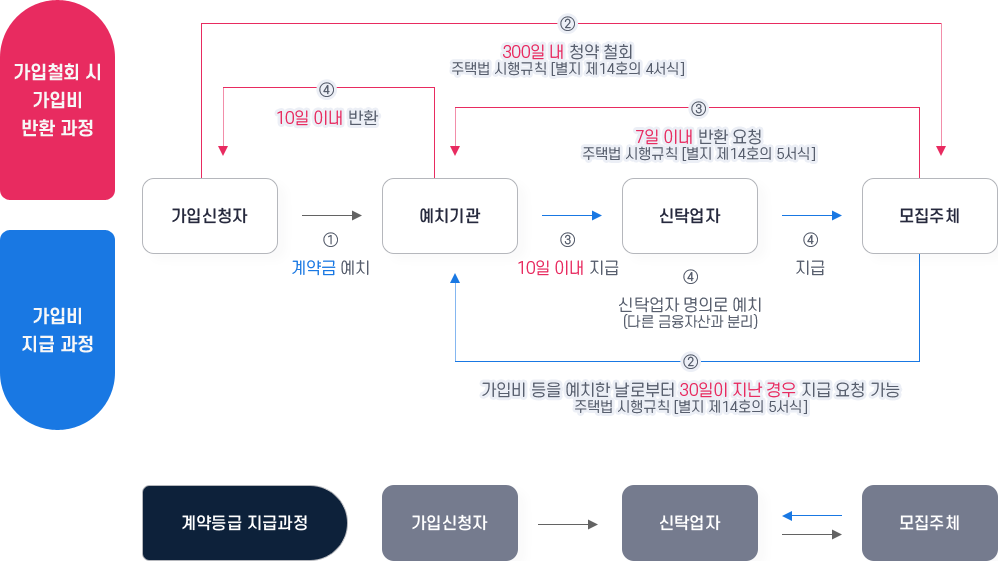 가입철회 시
가입비
반환 과정
②
300일 내 청약 철회
주택법 시행규칙 [별지 제14호의 4서식]
④
10일 이내 반환
③
7일 이내 반환 요청
주택법 시행규칙 [별지 제14호의 5서식]
가입신청자
예치기관
신탁업자
모집주체
①
계약금 예치
③
10일 이내 지급
④
지급
④
신탁업자 명의로 예치
(다른 금융자산과 분리)
가입비
지급 과정
②
가입비 등을 예치한 날로부터 30일이 지난 경우 지급 요청 가능
주택법 시행규칙 [별지 제14호의 5서식]
계약등급 지급과정
가입신청자
신탁업자
모집주체